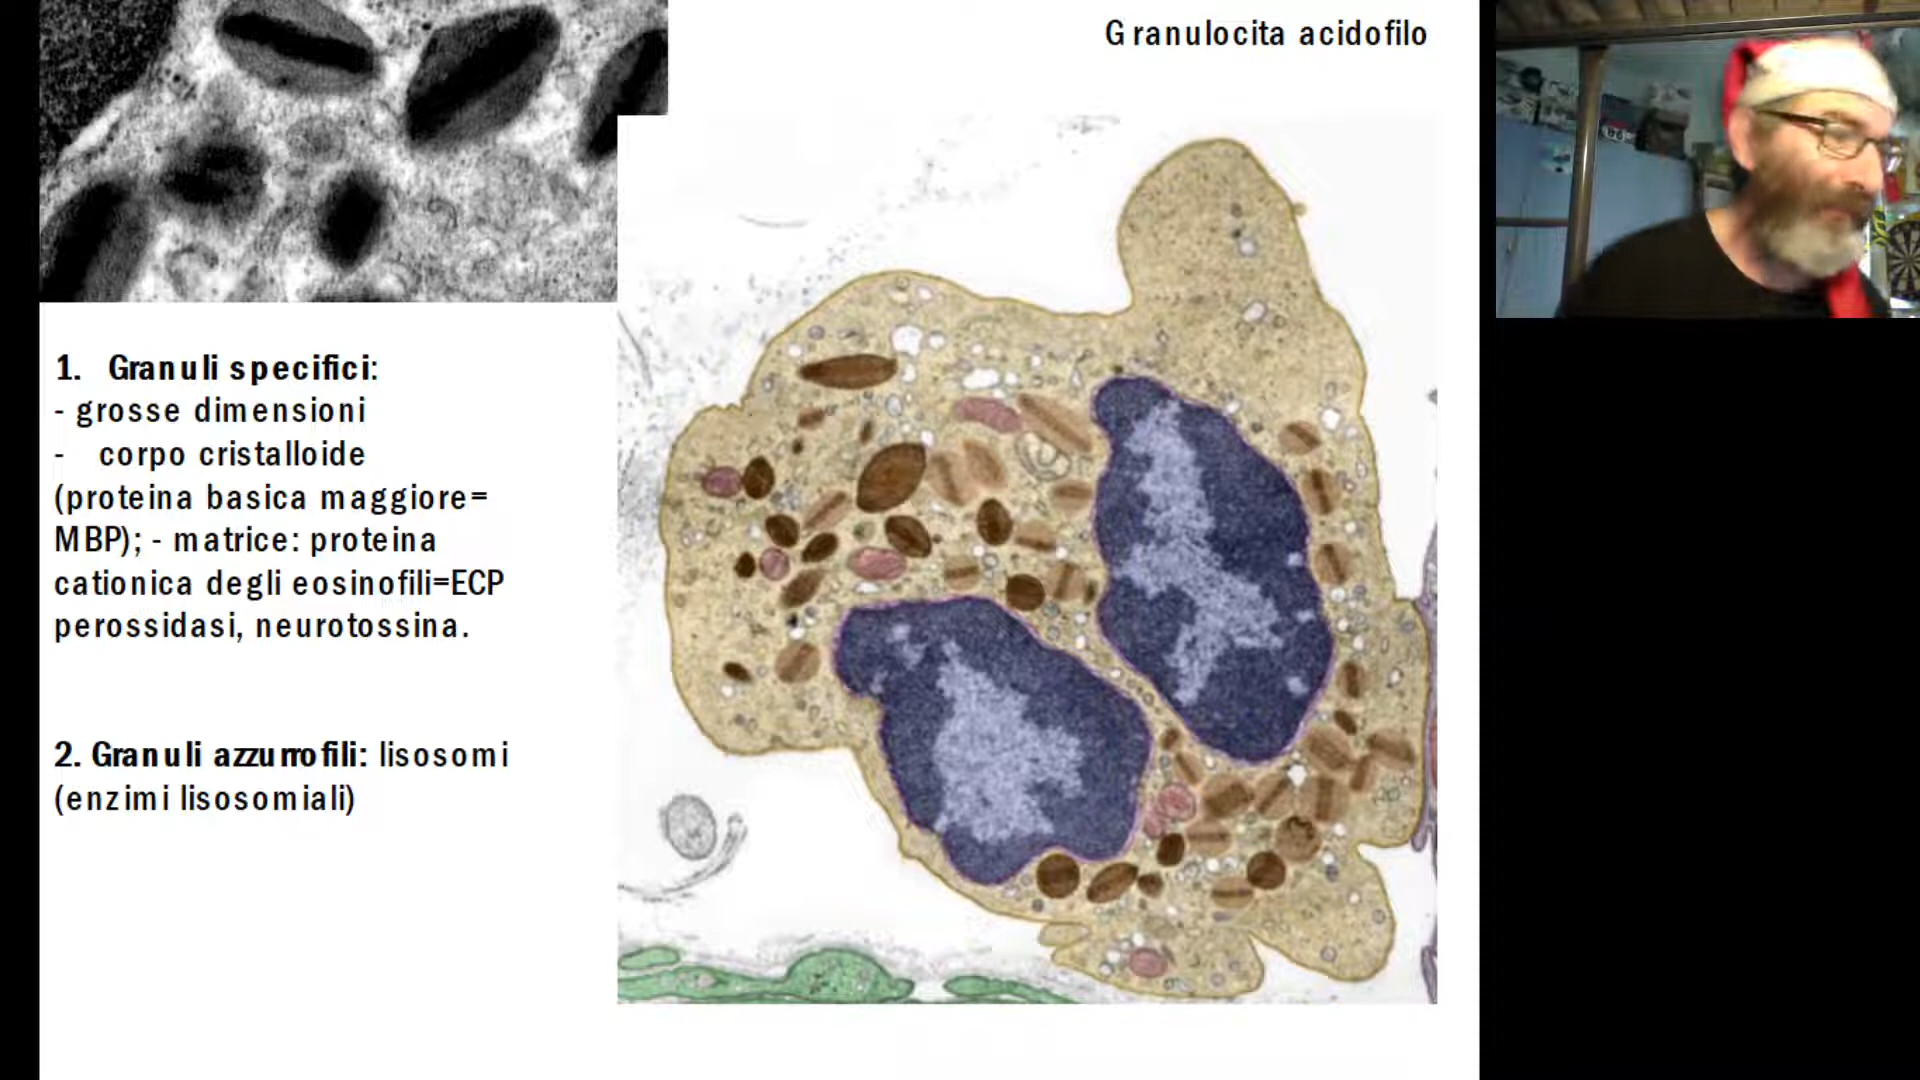 Granulocita acidofilo
1. Granuli specifici:
- grosse dimensioni
- corpo cristalloide
(proteina basica maggiore=
MBP); - matrice: proteina
cationica degli eosinofili=ECP
perossidasi, neurotossina.
2. Granuli azzurrofili: lisosomi
(enzimi lisosomiali)